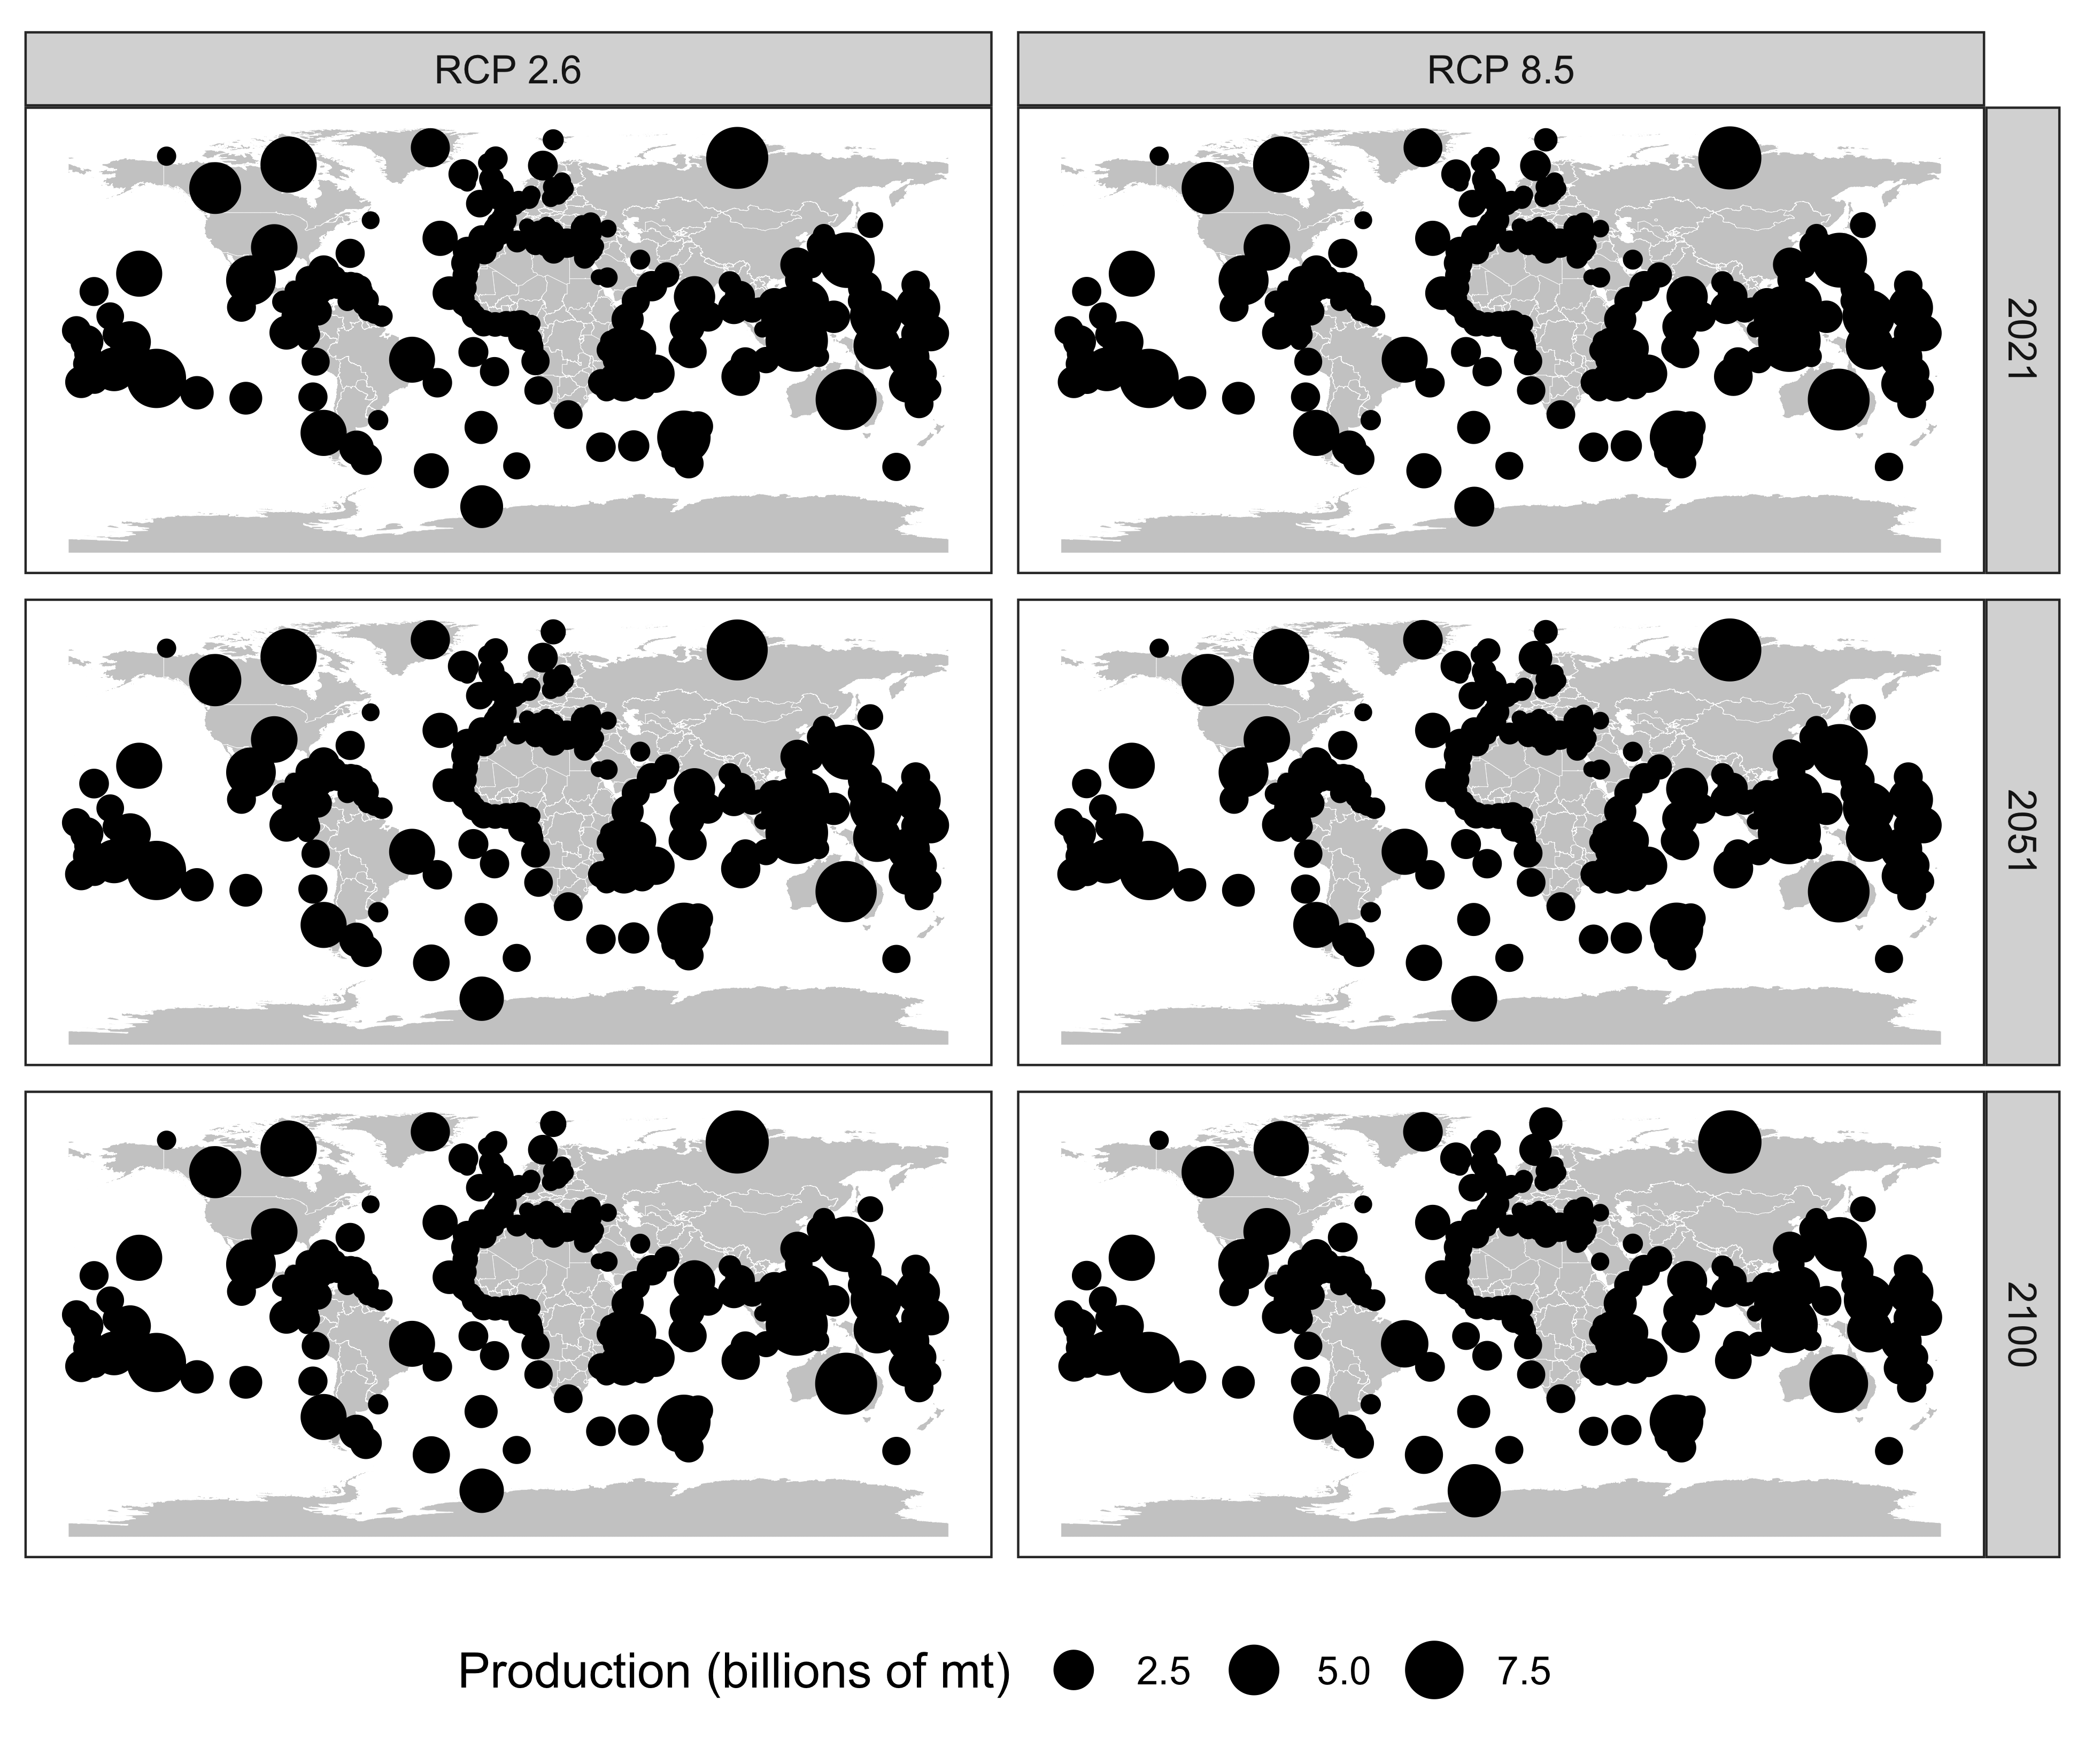 RCP 2.6
RCP 8.5
2021
2051
2100
Production (billions of mt) 2.5 5.0 7.5